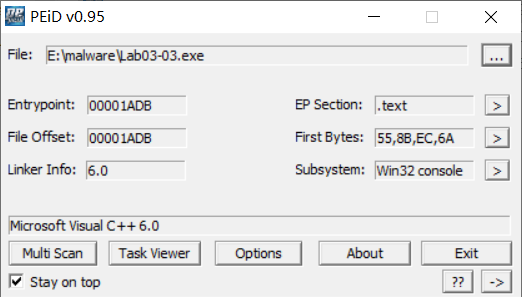 PEiD v0.95
File: E:\malware\Lab03-03.exe ...
Entrypoint: 00001ADB EP Section: .text >
File Offset: 00001ADB First Bytes: 55,8B,EC,6A >
Linker Info: 6.0 Subsystem: Win32 console >
Microsoft Visual C++ 6.0
Multi Scan Task Viewer Options About Exit
Stay on top ?? ->